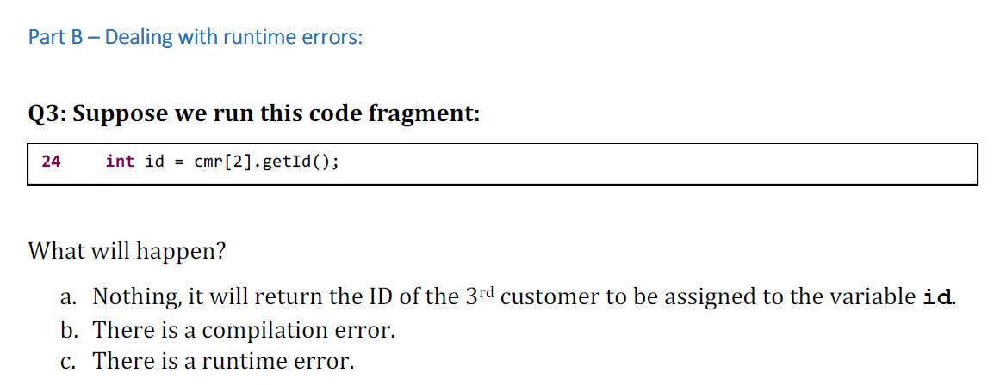 Part B – Dealing with runtime errors:
Q3: Suppose we run this code fragment:
24 int id = cmr[2].getId();
What will happen?
a. Nothing, it will return the ID of the 3rd customer to be assigned to the variable id.
b. There is a compilation error.
c. There is a runtime error.